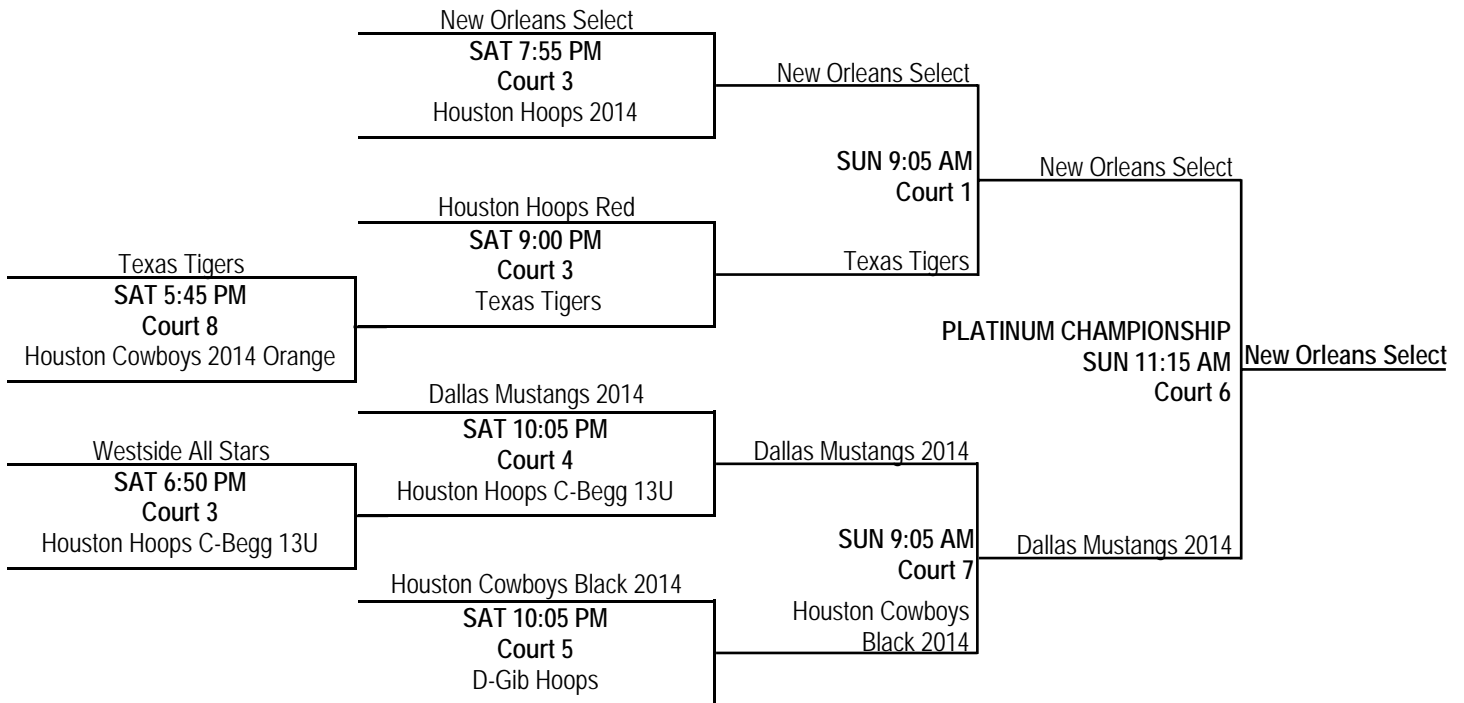 New Orleans Select
SAT 7:55 PM
Court 3
Houston Hoops 2014
New Orleans Select
SUN 9:05 AM
Court 1
New Orleans Select
Houston Hoops Red
SAT 9:00 PM
Court 3
Texas Tigers
Texas Tigers
Texas Tigers
SAT 5:45 PM
Court 8
Houston Cowboys 2014 Orange
PLATINUM CHAMPIONSHIP
SUN 11:15 AM
Court 6
New Orleans Select
Dallas Mustangs 2014
SAT 10:05 PM
Court 4
Houston Hoops C-Begg 13U
Westside All Stars
SAT 6:50 PM
Court 3
Houston Hoops C-Begg 13U
Dallas Mustangs 2014
SUN 9:05 AM
Court 7
Dallas Mustangs 2014
Houston Cowboys
Black 2014
Houston Cowboys Black 2014
SAT 10:05 PM
Court 5
D-Gib Hoops